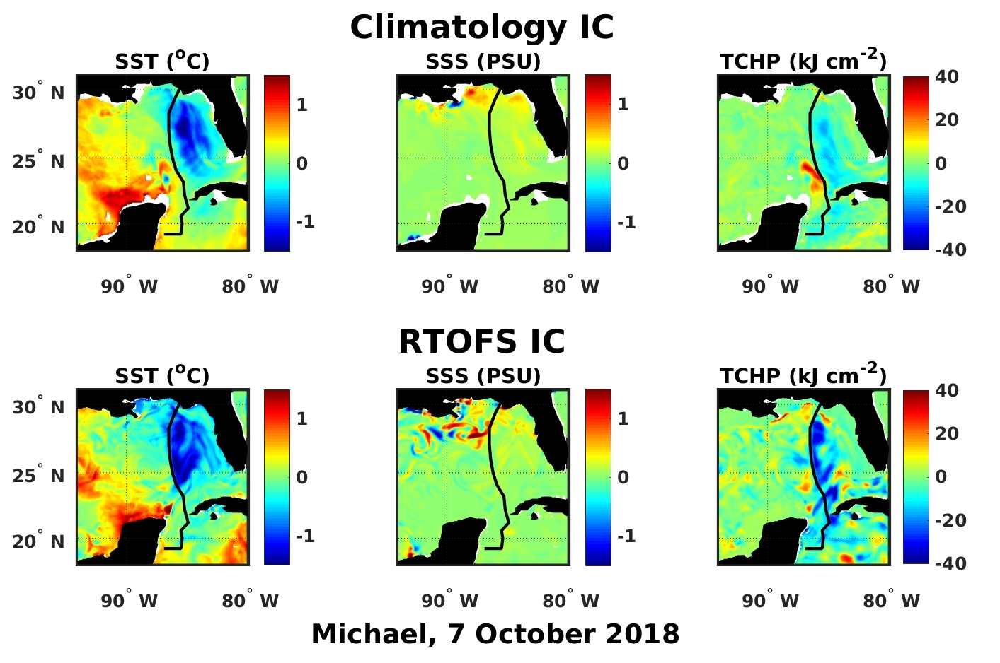 Climatology IC
SST (°C)
SSS (PSU)
TCHP (kJ cm-2)
30° N
25° N
20° N
1
0
-1
1
0
-1
40
20
0
-20
-40
90° W
80° W
90° W
80° W
90° W
80° W
RTOFS IC
SST (°C)
SSS (PSU)
TCHP (kJ cm-2)
30° N
25° N
20° N
1
0
-1
1
0
-1
40
20
0
-20
-40
90° W
80° W
90° W
80° W
90° W
80° W
Michael, 7 October 2018